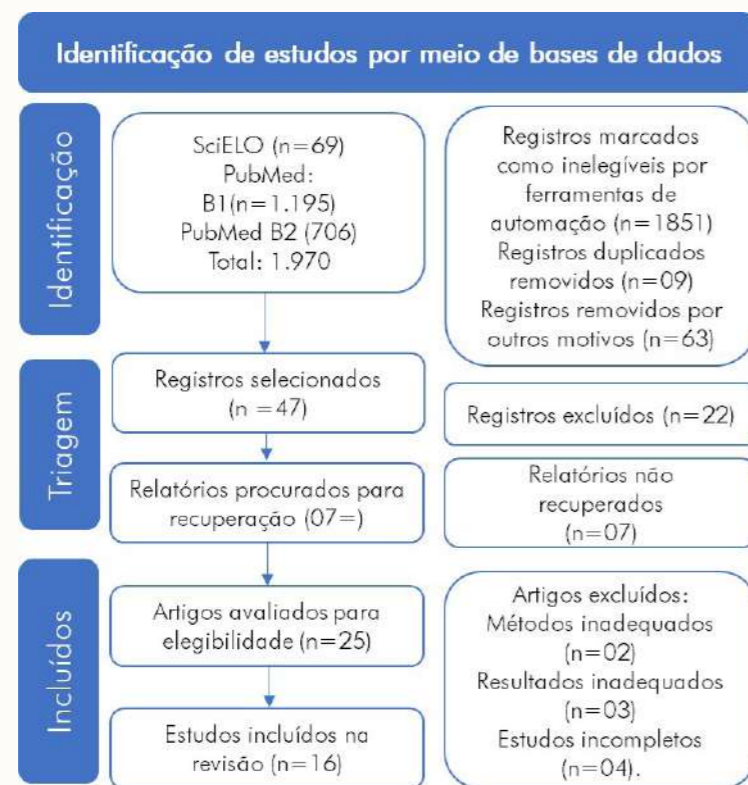 Identificação de estudos por meio de bases de dados
Identificação
SciELO (n=69)
PubMed:
B1(n=1.195)
PubMed B2 (706)
Total: 1.970
Registros marcados
como inelegíveis por
ferramentas de
automação (n=1851)
Registros duplicados
removidos (n=09)
Registros removidos por
outros motivos (n=63)
Triagem
Registros selecionados
(n =47)
Registros excluídos (n=22)
Relatórios procurados para
recuperação (07=)
Relatórios não
recuperados
(n=07)
Incluídos
Artigos avaliados para
elegibilidade (n=25)
Artigos excluídos:
Métodos inadequados
(n=02)
Resultados inadequados
(n=03)
Estudos incompletos
(n=04).
Estudos incluídos na
revisão (n=16)